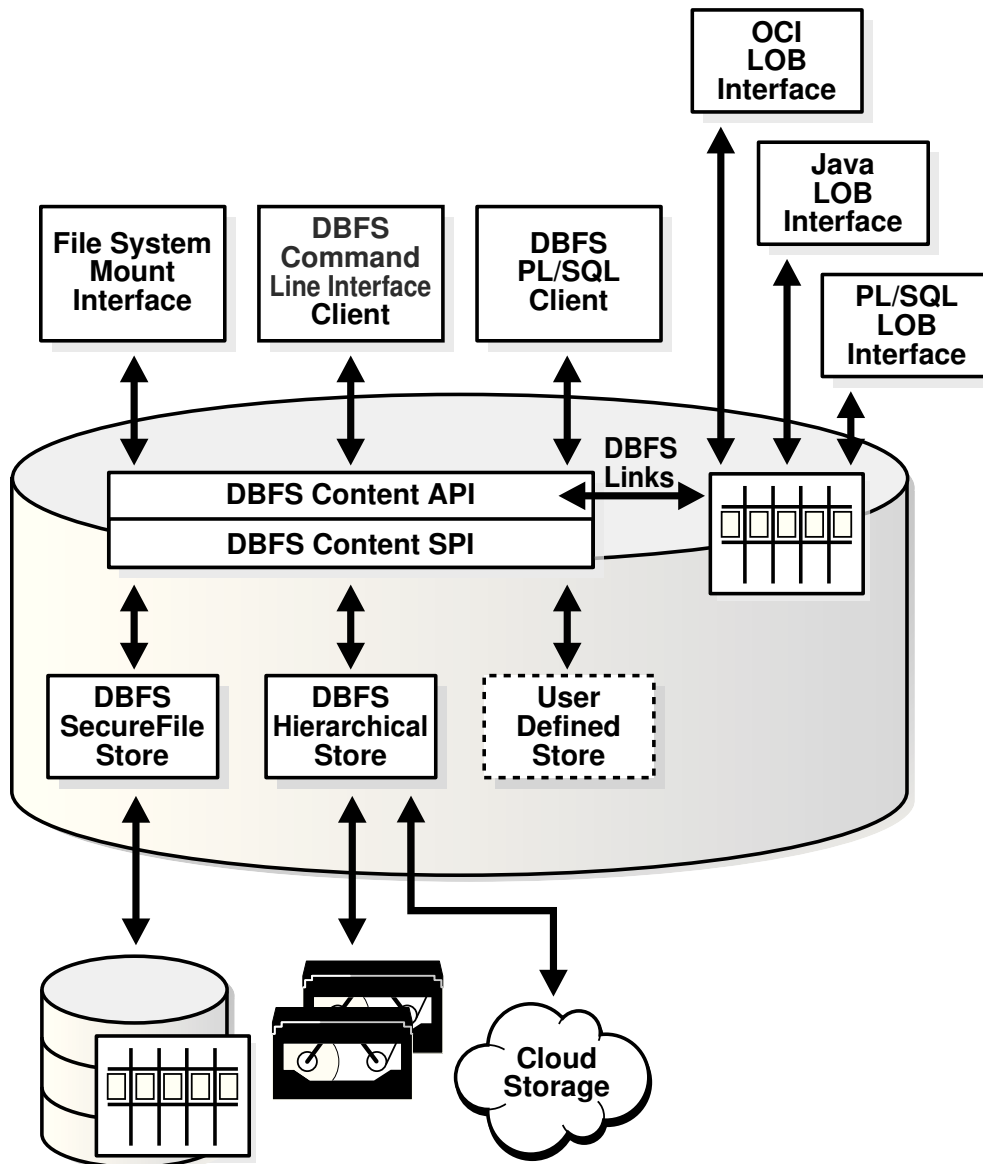 OCI
LOB
Interface
Java
LOB
Interface
File System
Mount
Interface
DBFS
Command
Line Interface
Client
DBFS
PL/SQL
Client
PL/SQL
LOB
Interface
DBFS
Links
DBFS Content API
DBFS Content SPI
DBFS
SecureFile
Store
DBFS
Hierarchical
Store
User
Defined
Store
Cloud
Storage